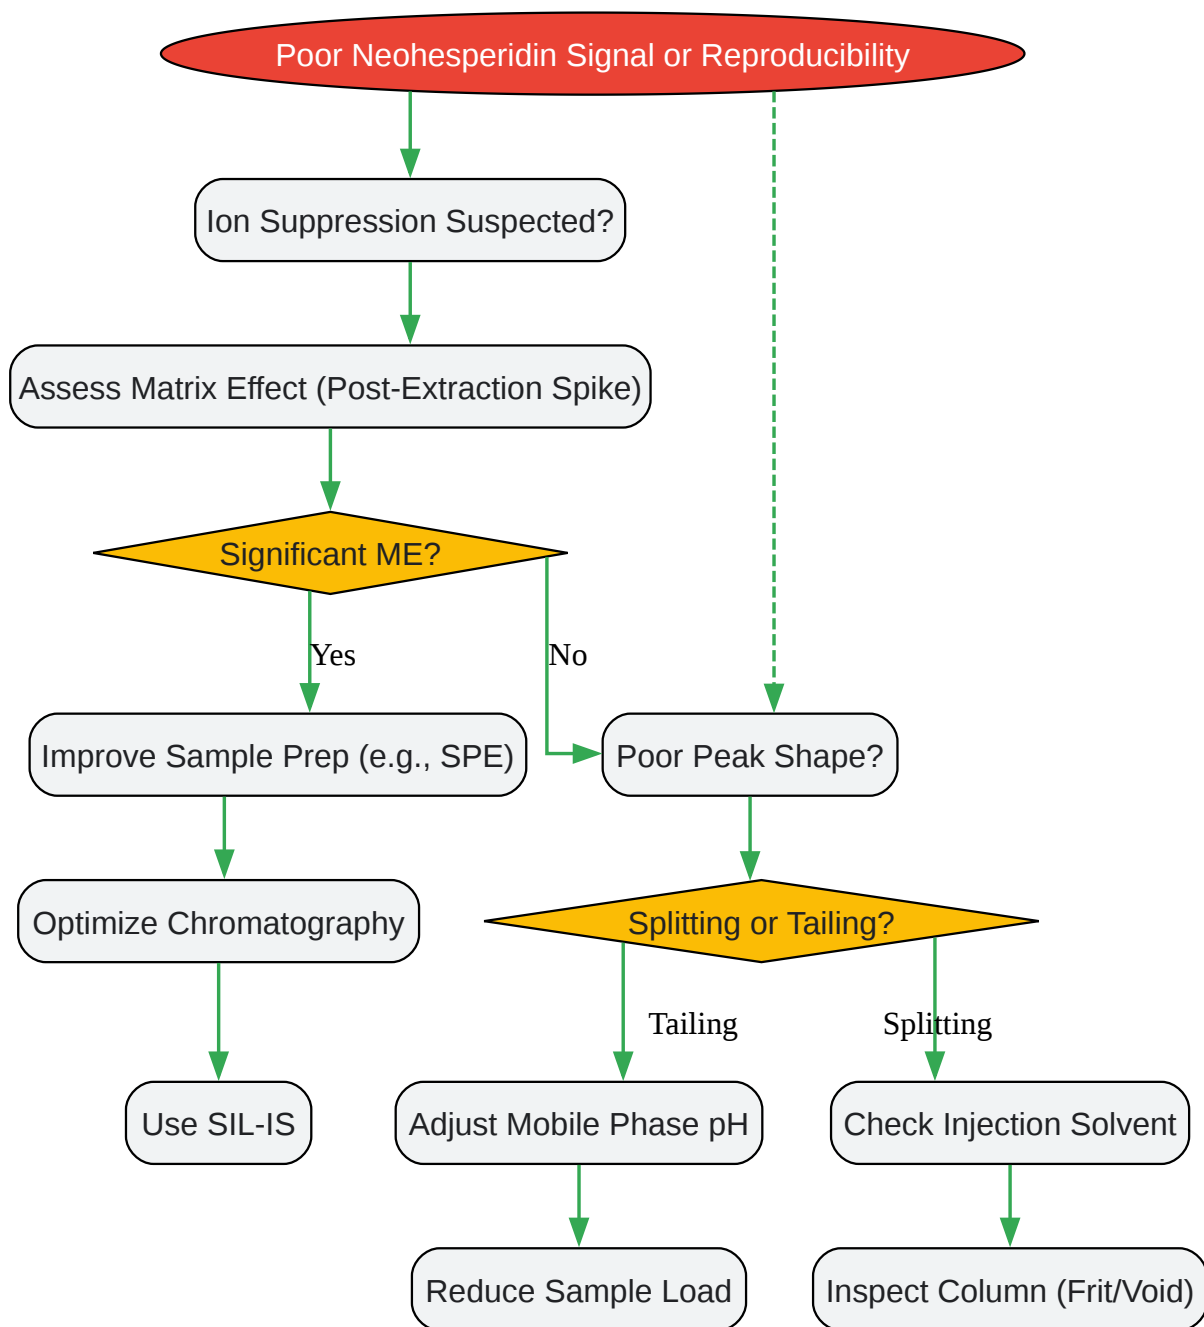 Poor Neohesperidin Signal or Reproducibility
Ion Suppression Suspected?
Assess Matrix Effect (Post-Extraction Spike)
Significant ME?
Yes
No
Improve Sample Prep (e.g., SPE)
Poor Peak Shape?
Optimize Chromatography
Splitting or Tailing?
Tailing
Splitting
Use SIL-IS
Adjust Mobile Phase pH
Check Injection Solvent
Reduce Sample Load
Inspect Column (Frit/Void)